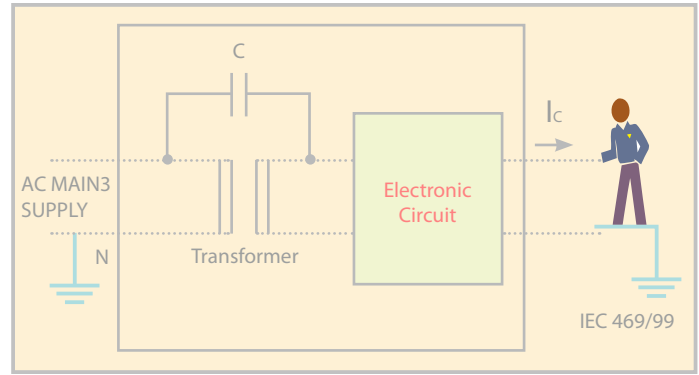 C
IC
AC MAIN3
SUPPLY
Electronic
Circuit
N
Transformer
IEC 469/99